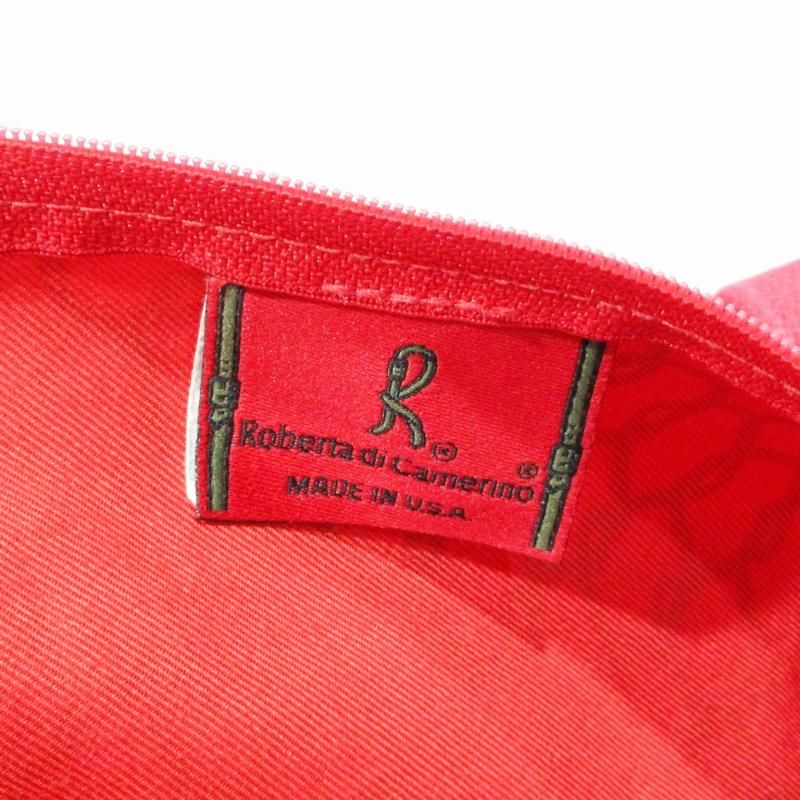 R®
Roberta di Camerino®
MADE IN U.S.A.